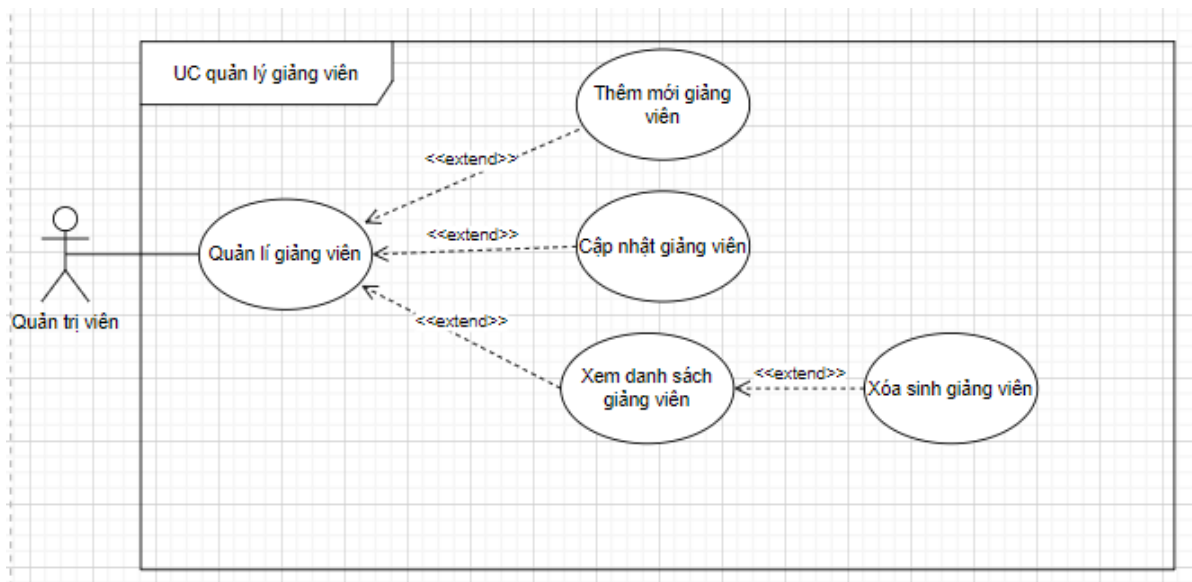 UC quản lý giảng viên
Thêm mới giảng
viên
<<extend>>
<<extend>>
Cập nhật giảng viên
Quản lí giảng viên
Quản trị viên
<<extend>>
Xem danh sách
giảng viên
<<extend>>
Xóa sinh giảng viên